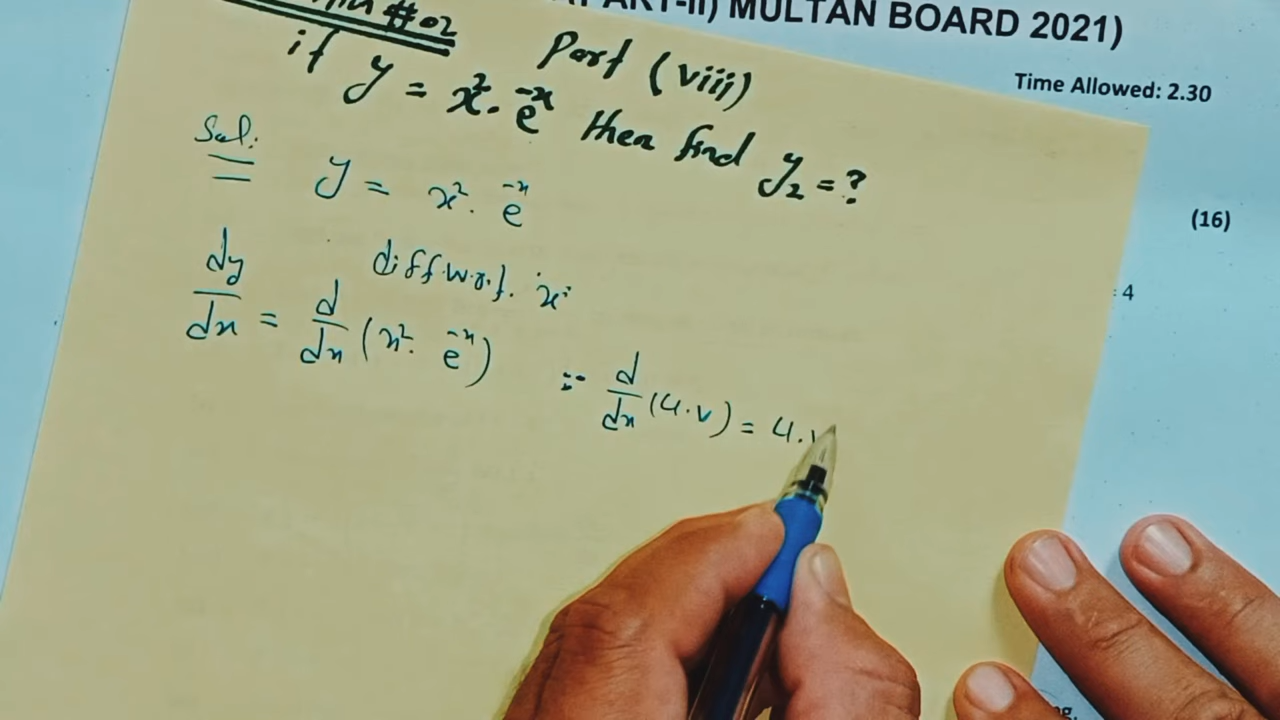 PART-II) MULTAN BOARD 2021)
Time Allowed: 2.30
(16)
: 4
#02
Part (viii)
if y = x². e⁻ˣ then find y₂ = ?
Sol.
y = x². e⁻ˣ
diff w.r.t. 'x'
dy/dx = d/dx (x². e⁻ˣ) ∵ d/dx (u.v) = u.